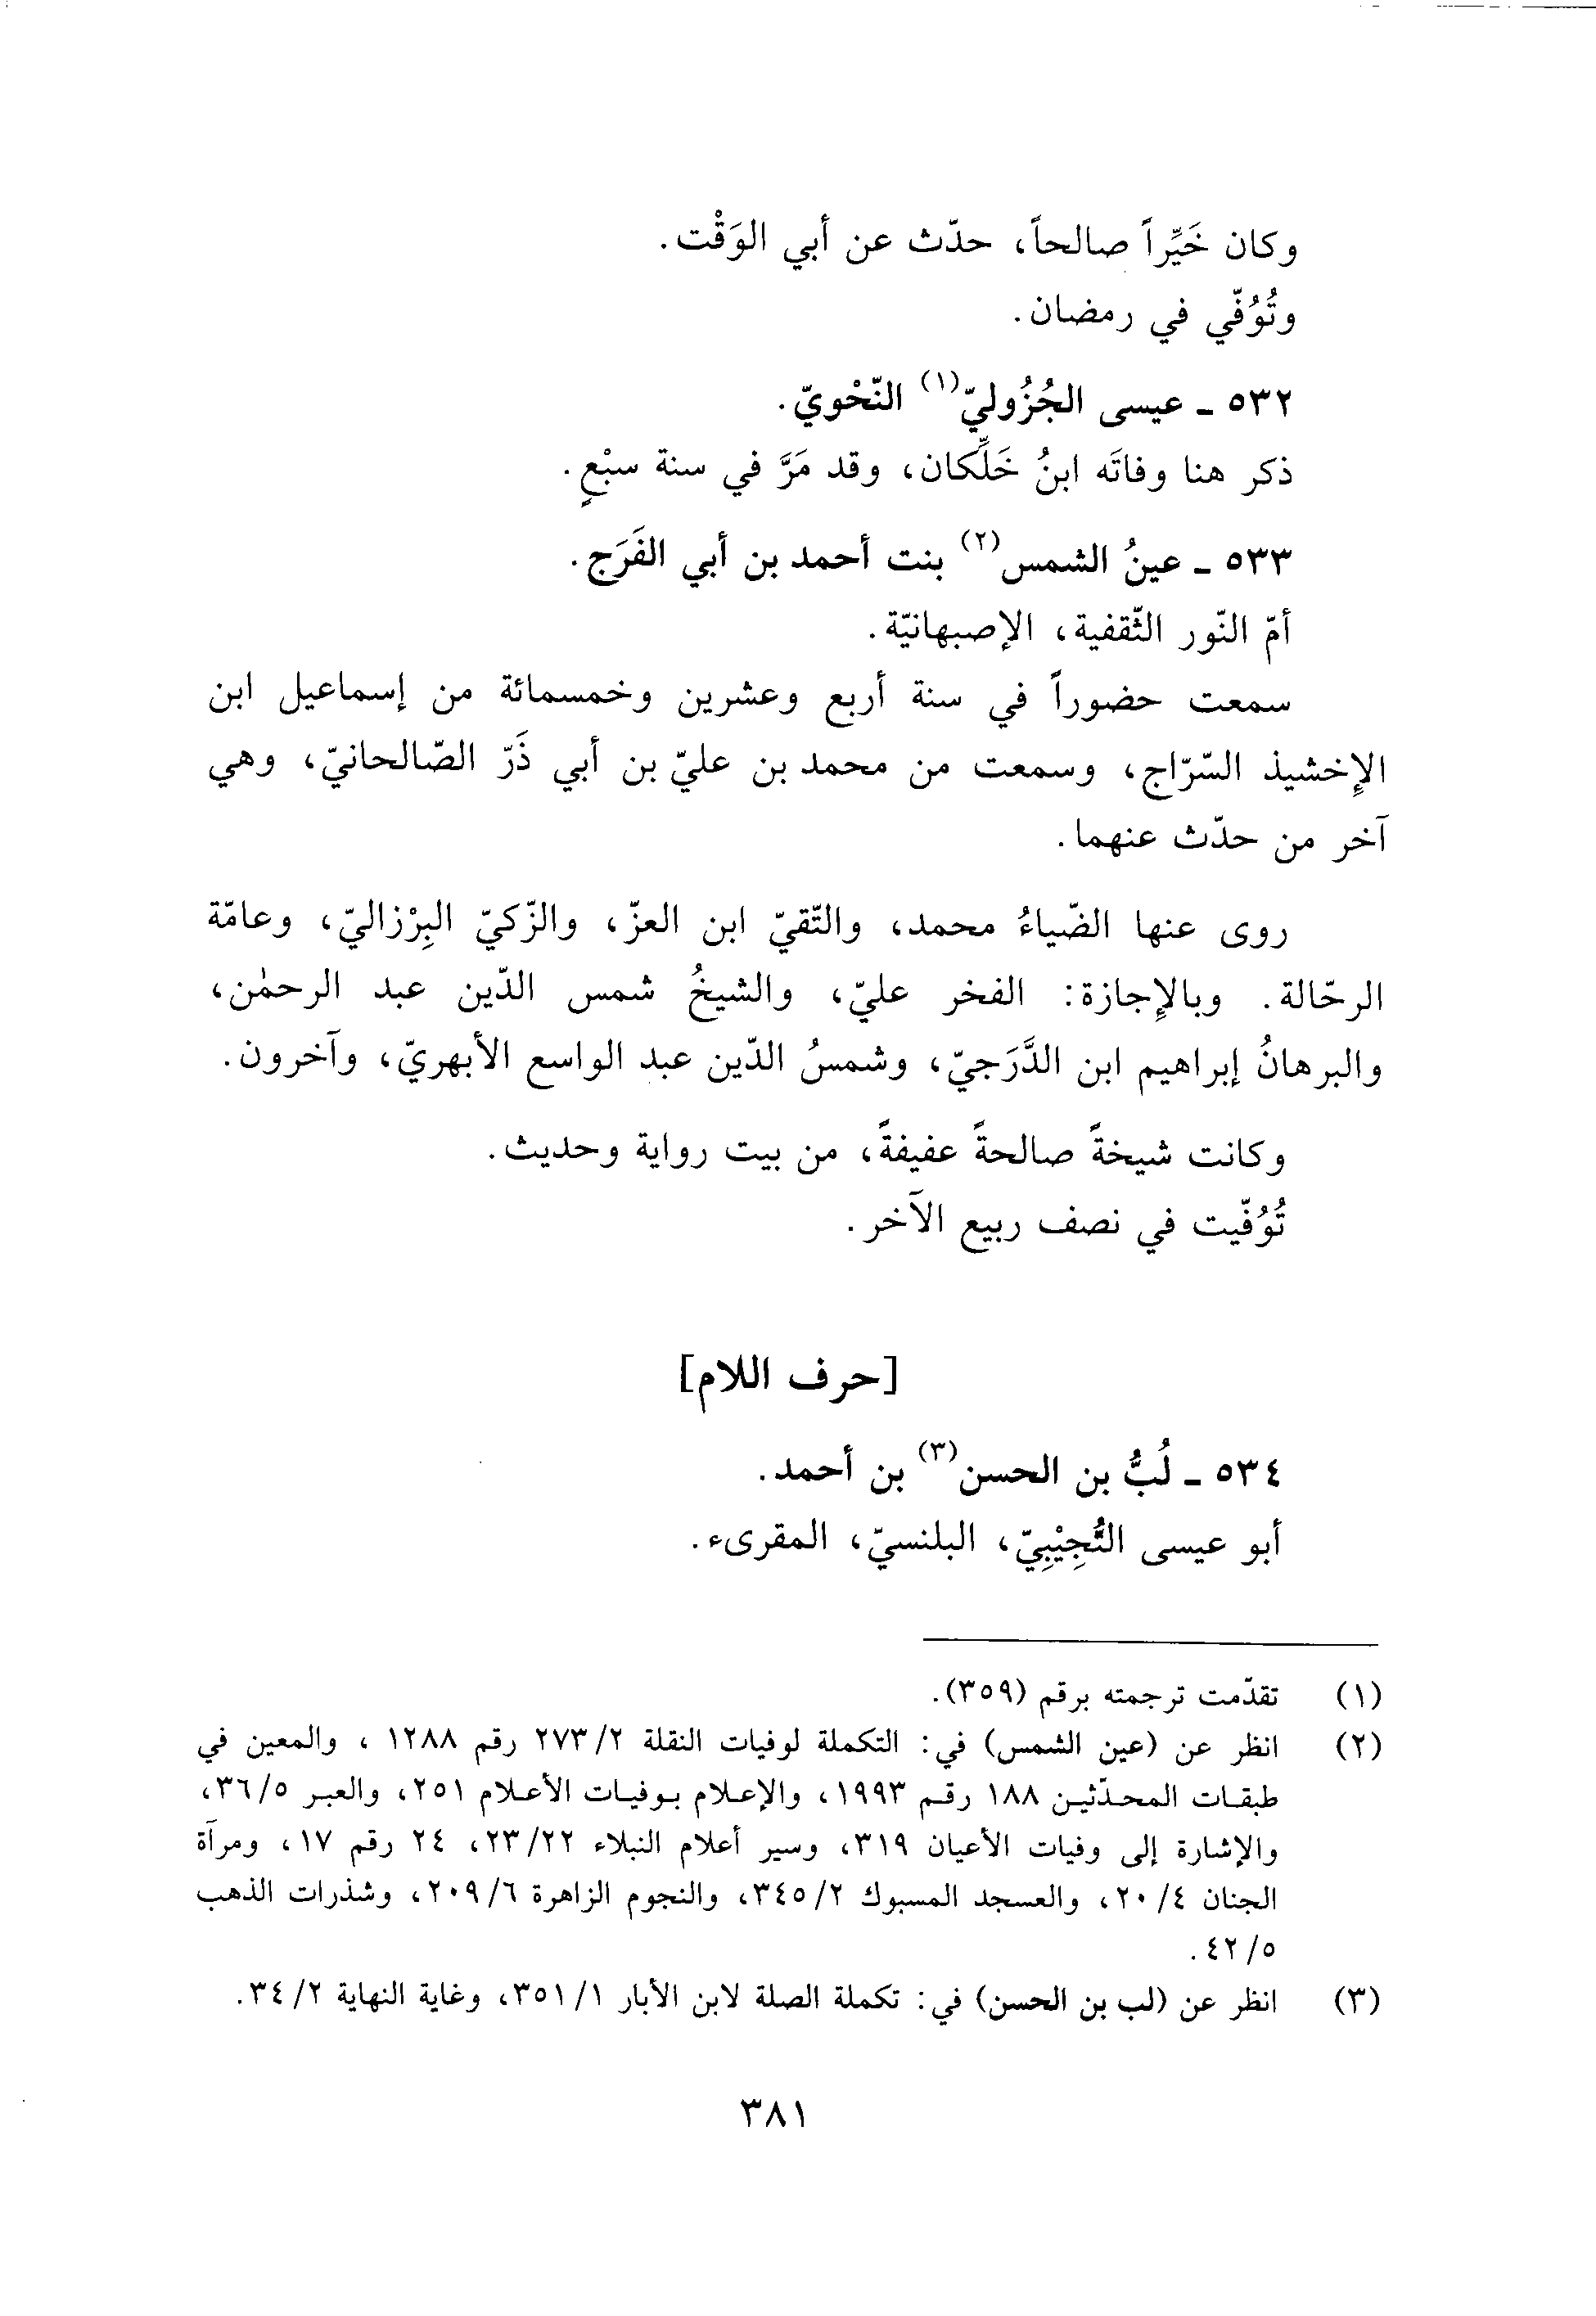 وكان خَيِّراً صالحاً، حدّث عن أبي الوَقْت.
وتُوُفّي في رمضان.
٥٣٢ ـ عيسى الجُزُوليّ(١) النّحْويّ.
ذكر هنا وفاتَه ابنُ خَلِّكان، وقد مَرَّ في سنة سبْعٍ.
٥٣٣ ـ عينُ الشمس(٢) بنت أحمد بن أبي الفَرَج.
أمّ النّور الثّقفية، الإصبهانيّة.
سمعت حضوراً في سنة أربع وعشرين وخمسمائة من إسماعيل ابن
الإخشيذ السّرّاج، وسمعت من محمد بن عليّ بن أبي ذَرّ الصّالحانيّ، وهي
آخر من حدّث عنهما.
روى عنها الضّياءُ محمد، والتّقيّ ابن العزّ، والزّكيّ البِرْزاليّ، وعامّة
الرحّالة. وبالإجازة: الفخر عليّ، والشيخُ شمس الدّين عبد الرحمٰن،
والبرهانُ إبراهيم ابن الدَّرَجيّ، وشمسُ الدّين عبد الواسع الأبهريّ، وآخرون.
وكانت شيخةً صالحةً عفيفةً، من بيت رواية وحديث.
تُوُفّيت في نصف ربيع الآخر.
[حرف اللام]
٥٣٤ ـ لُبُّ بن الحسن(٣) بن أحمد.
أبو عيسى التُّجِيْبِيّ، البلنسيّ، المقرىء.
(١) تقدّمت ترجمته برقم (٣٥٩).
(٢) انظر عن (عين الشمس) في: التكملة لوفيات النقلة ٢/ ٢٧٣ رقم ١٢٨٨ ، والمعين في
طبقات المحدّثين ١٨٨ رقم ١٩٩٣، والإعلام بوفيات الأعلام ٢٥١، والعبر ٥/ ٣٦،
والإشارة إلى وفيات الأعيان ٣١٩، وسير أعلام النبلاء ٢٢/ ٢٣، ٢٤ رقم ١٧، ومرآة
الجنان ٤/ ٢٠، والعسجد المسبوك ٢/ ٣٤٥، والنجوم الزاهرة ٦/ ٢٠٩، وشذرات الذهب
٥/ ٤٢.
(٣) انظر عن (لب بن الحسن) في: تكملة الصلة لابن الأبار ١/ ٣٥١، وغاية النهاية ٢/ ٣٤.
٣٨١